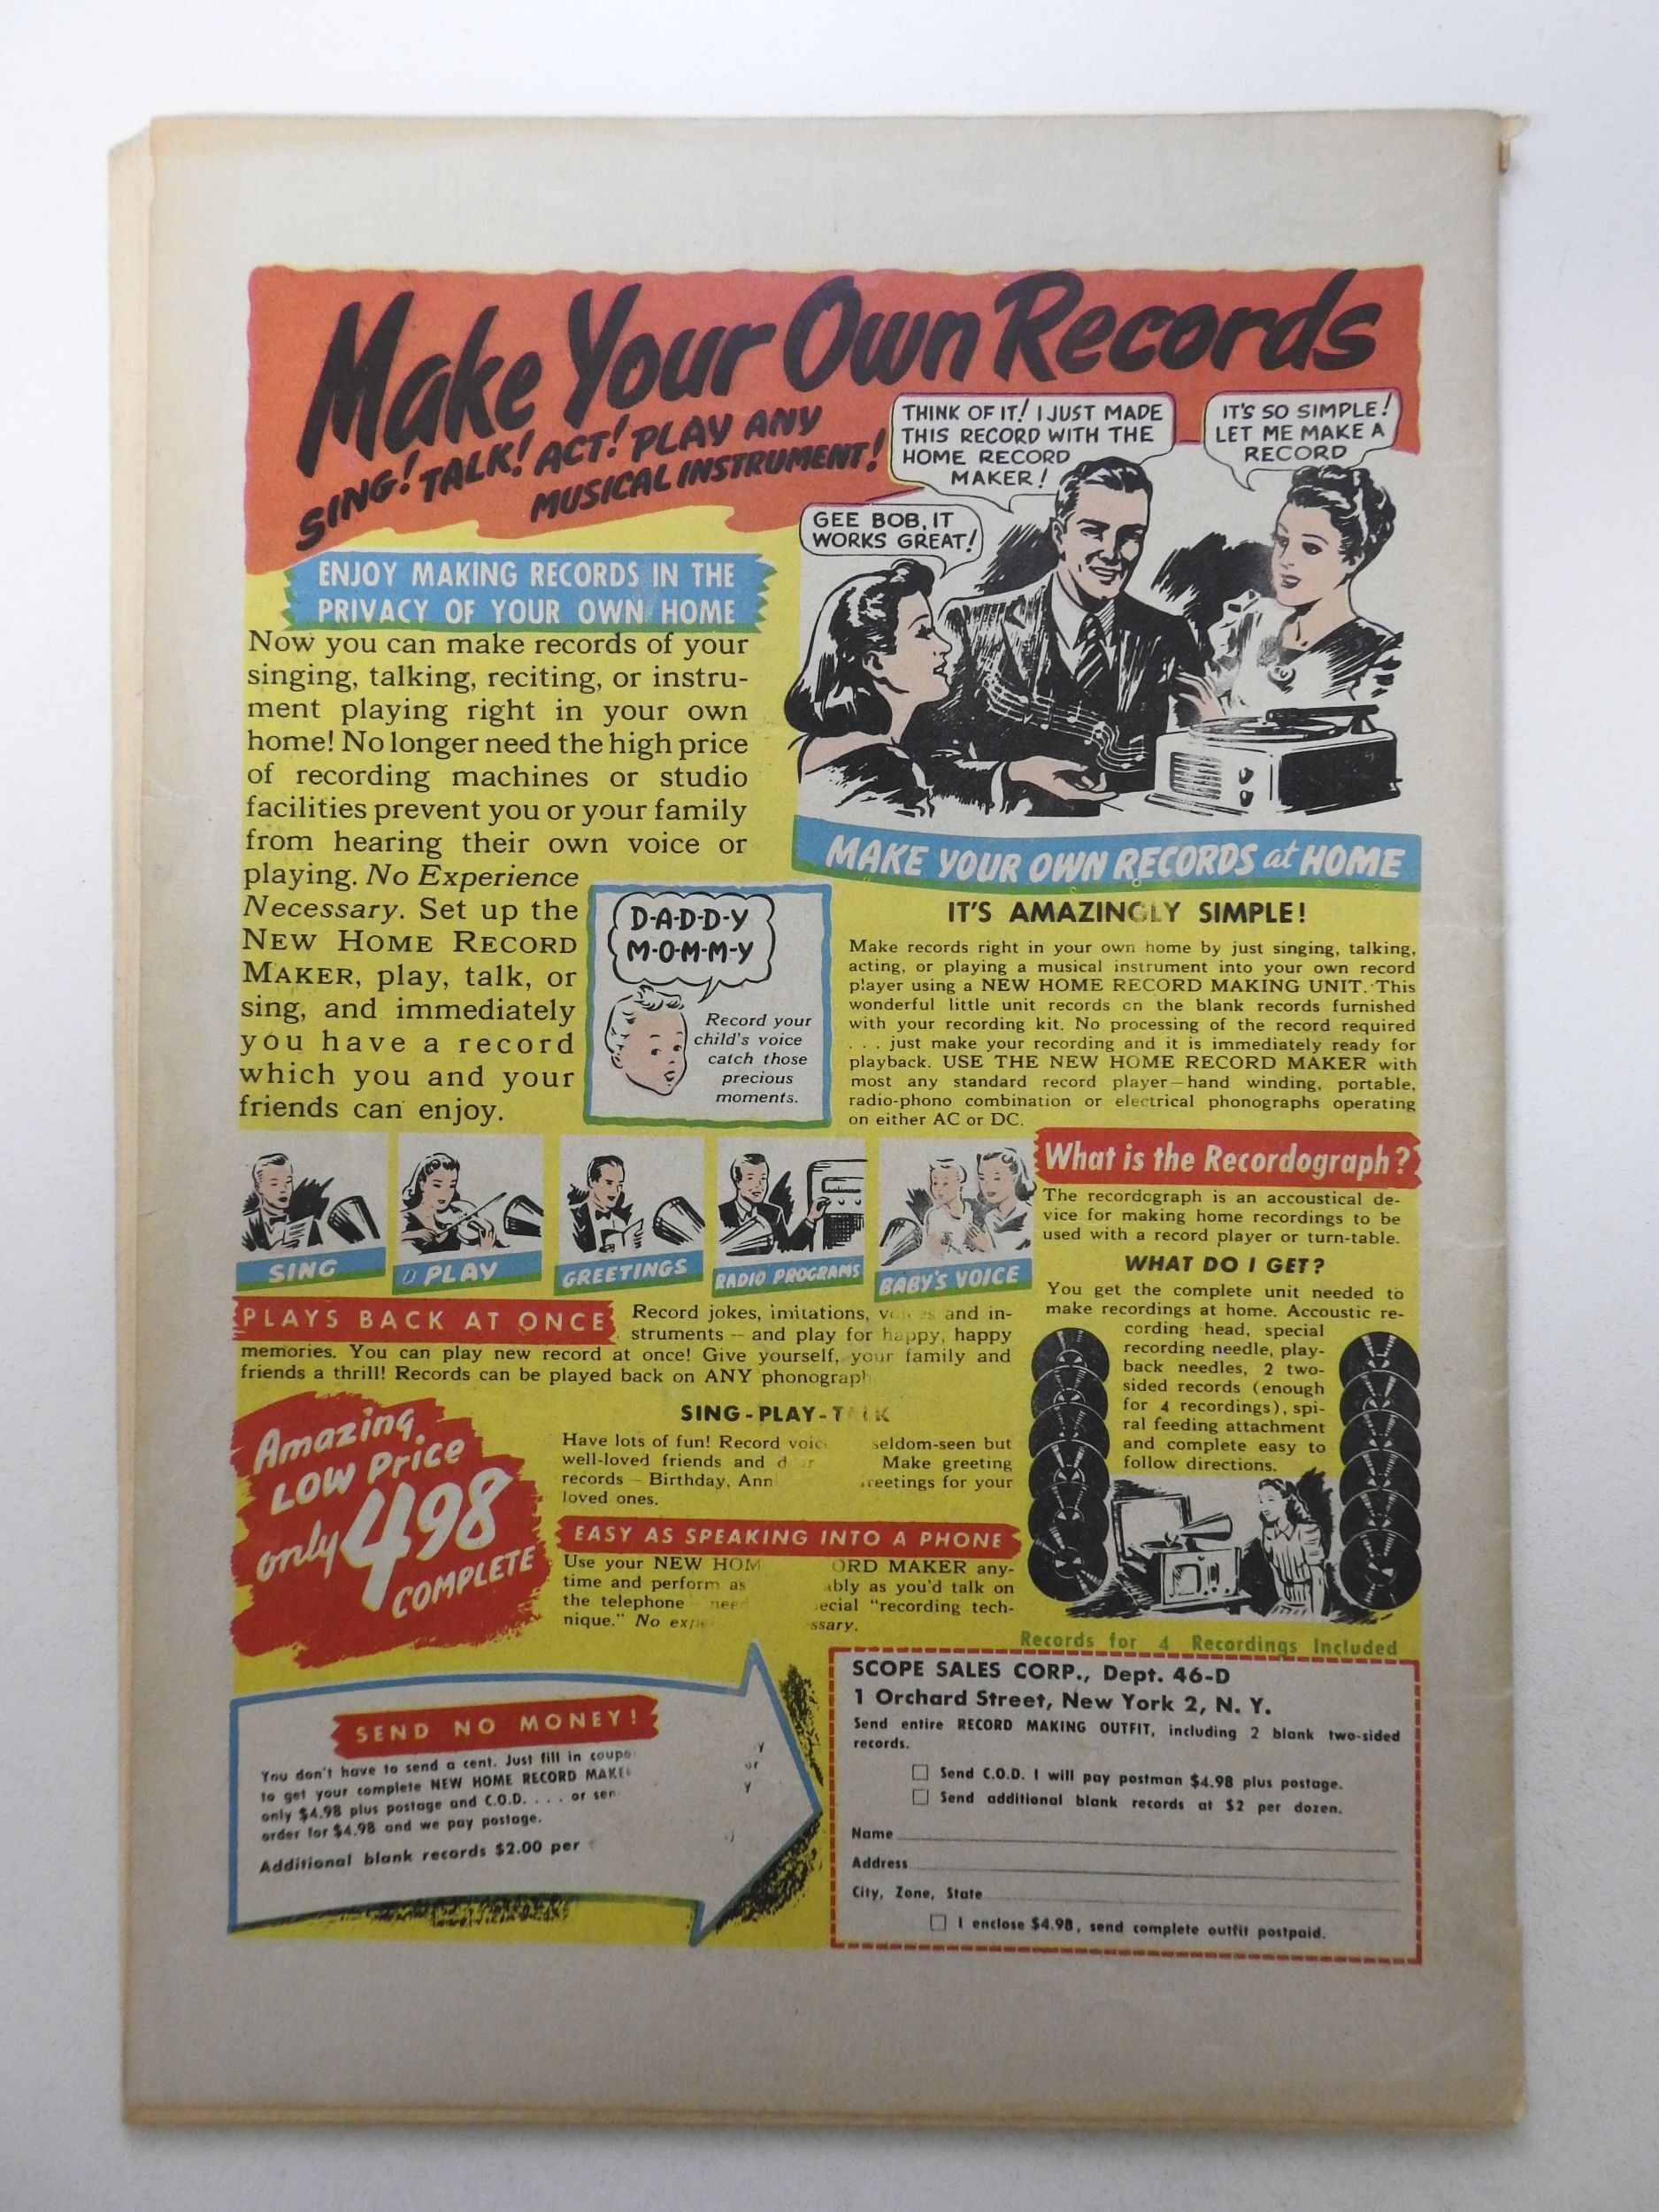 Make Your Own Records
SING! TALK! ACT! PLAY ANY
MUSICAL INSTRUMENT!
THINK OF IT! I JUST MADE
THIS RECORD WITH THE
HOME RECORD
MAKER!
IT'S SO SIMPLE!
LET ME MAKE A
RECORD
GEE BOB, IT
WORKS GREAT!
ENJOY MAKING RECORDS IN THE
PRIVACY OF YOUR OWN HOME
Now you can make records of your
singing, talking, reciting, or instru-
ment playing right in your own
home! No longer need the high price
of recording machines or studio
facilities prevent you or your family
from hearing their own voice or
playing. No Experience
Necessary. Set up the
NEW HOME RECORD
MAKER, play, talk, or
sing, and immediately
you have a record
which you and your
friends can enjoy.
D-A-D-D-Y
M-O-M-M-Y
Record your
child's voice
catch those
precious
moments.
MAKE YOUR OWN RECORDS at HOME
IT'S AMAZINGLY SIMPLE!
Make records right in your own home by just singing, talking,
acting, or playing a musical instrument into your own record
player using a NEW HOME RECORD MAKING UNIT. This
wonderful little unit records on the blank records furnished
with your recording kit. No processing of the record required
. . . just make your recording and it is immediately ready for
playback. USE THE NEW HOME RECORD MAKER with
most any standard record player—hand winding, portable,
radio-phono combination or electrical phonographs operating
on either AC or DC.
SING
PLAY
GREETINGS
RADIO PROGRAMS
BABY'S VOICE
What is the Recordograph?
The recordograph is an accoustical de-
vice for making home recordings to be
used with a record player or turn-table.
WHAT DO I GET?
You get the complete unit needed to
make recordings at home. Accoustic re-
cording head, special
recording needle, play-
back needles, 2 two-
sided records (enough
for 4 recordings), spi-
ral feeding attachment
and complete easy to
follow directions.
Records for 4 Recordings Included
PLAYS BACK AT ONCE
Record jokes, imitations, voices and in-
struments — and play for happy, happy
memories. You can play new record at once! Give yourself, your family and
friends a thrill! Records can be played back on ANY phonograph
Amazing
LOW Price
only 4 98
COMPLETE
SING-PLAY-TALK
Have lots of fun! Record seldom-seen but
well-loved friends and Make greeting
records — Birthday, for your
loved ones.
EASY AS SPEAKING INTO A PHONE
Use your NEW MAKER any-
time and perform as as you'd talk on
the telephone "recording tech-
nique." No
SEND NO MONEY!
You don't have to send a cent. Just fill in
to get your complete NEW HOME RECORD
only $4.98 plus postage and C.O.D. . . . or
order for $4.98 and we pay postage.
Additional blank records $2.00 per
SCOPE SALES CORP., Dept. 46-D
1 Orchard Street, New York 2, N. Y.
Send entire RECORD MAKING OUTFIT, including 2 blank two-sided
records.
Send C.O.D. I will pay postman $4.98 plus postage.
Send additional blank records at $2 per dozen.
Name
Address
City, Zone, State
I enclose $4.98, send complete outfit postpaid.